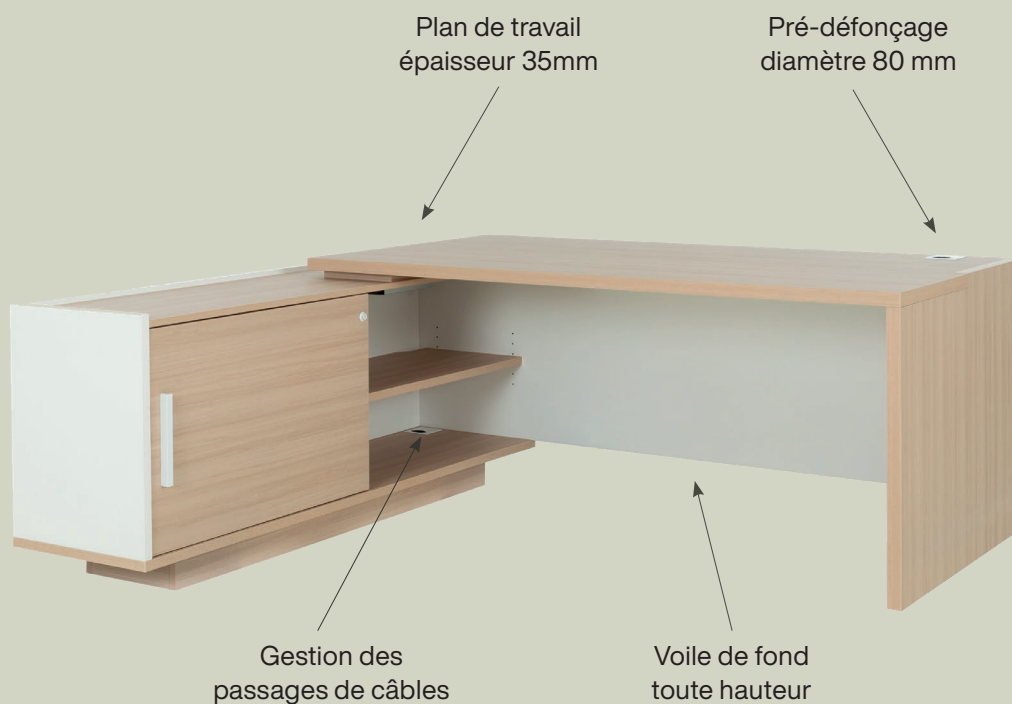 Plan de travail
épaisseur 35mm
Pré-défonçage
diamètre 80 mm
Gestion des
passages de câbles
Voile de fond
toute hauteur